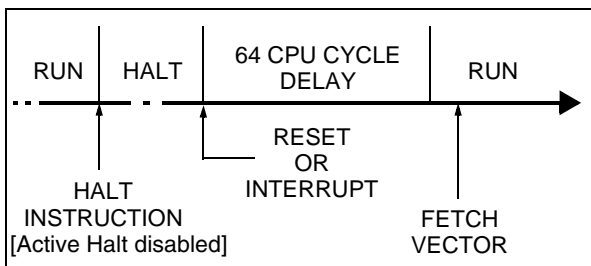 RUN
HALT
64 CPU CYCLE
DELAY
RUN
RESET
OR
INTERRUPT
HALT
INSTRUCTION
[Active Halt disabled]
FETCH
VECTOR